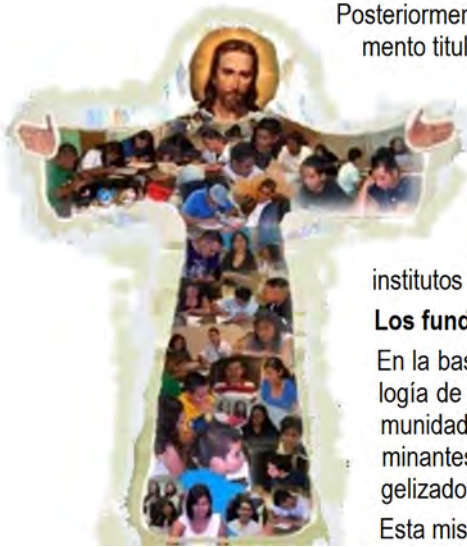 Posteriormen
mento titul
institutos
Los fund
En la bas
logía de
munidad
minantes
gelizado
Esta mis